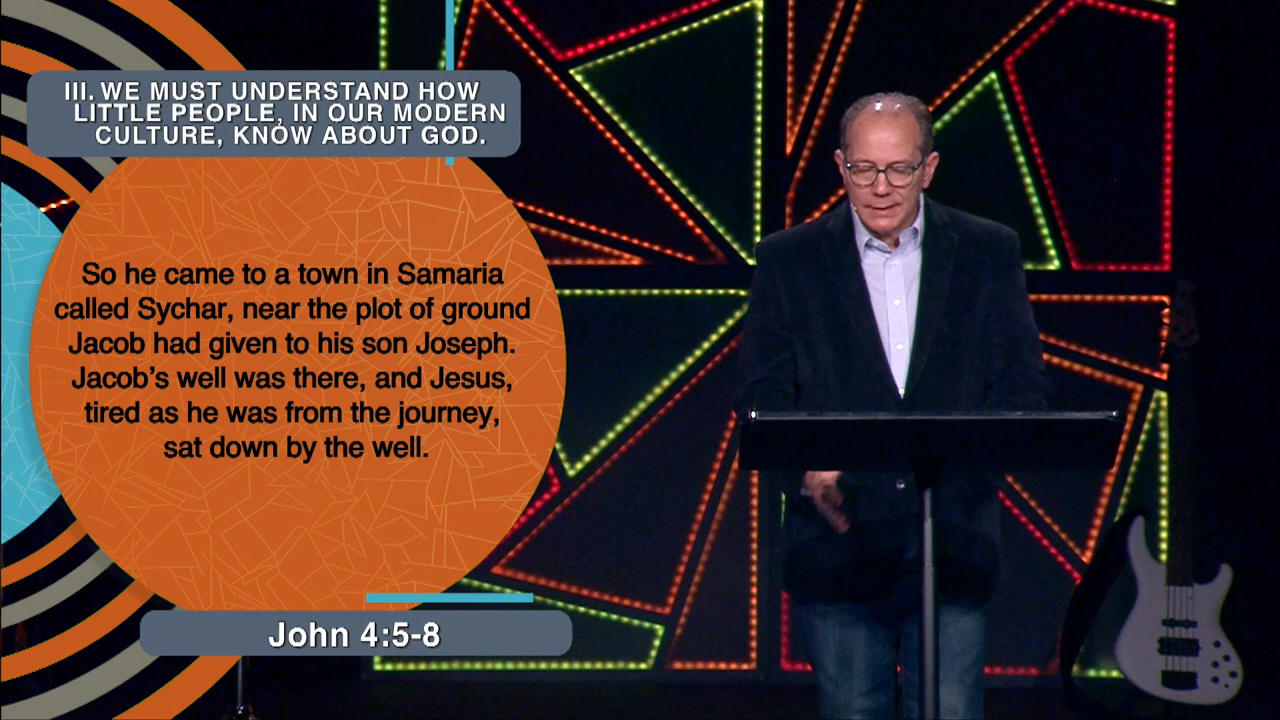 III. WE MUST UNDERSTAND HOW
LITTLE PEOPLE, IN OUR MODERN
CULTURE, KNOW ABOUT GOD.
So he came to a town in Samaria
called Sychar, near the plot of ground
Jacob had given to his son Joseph.
Jacob’s well was there, and Jesus,
tired as he was from the journey,
sat down by the well.
John 4:5-8